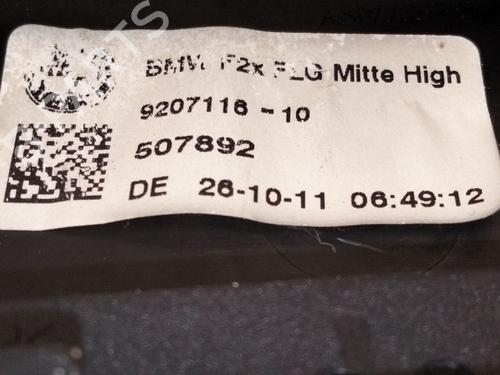 BMW F2x FLG Mitte High
9207116-10
507892
DE 26-10-11 06:49:12